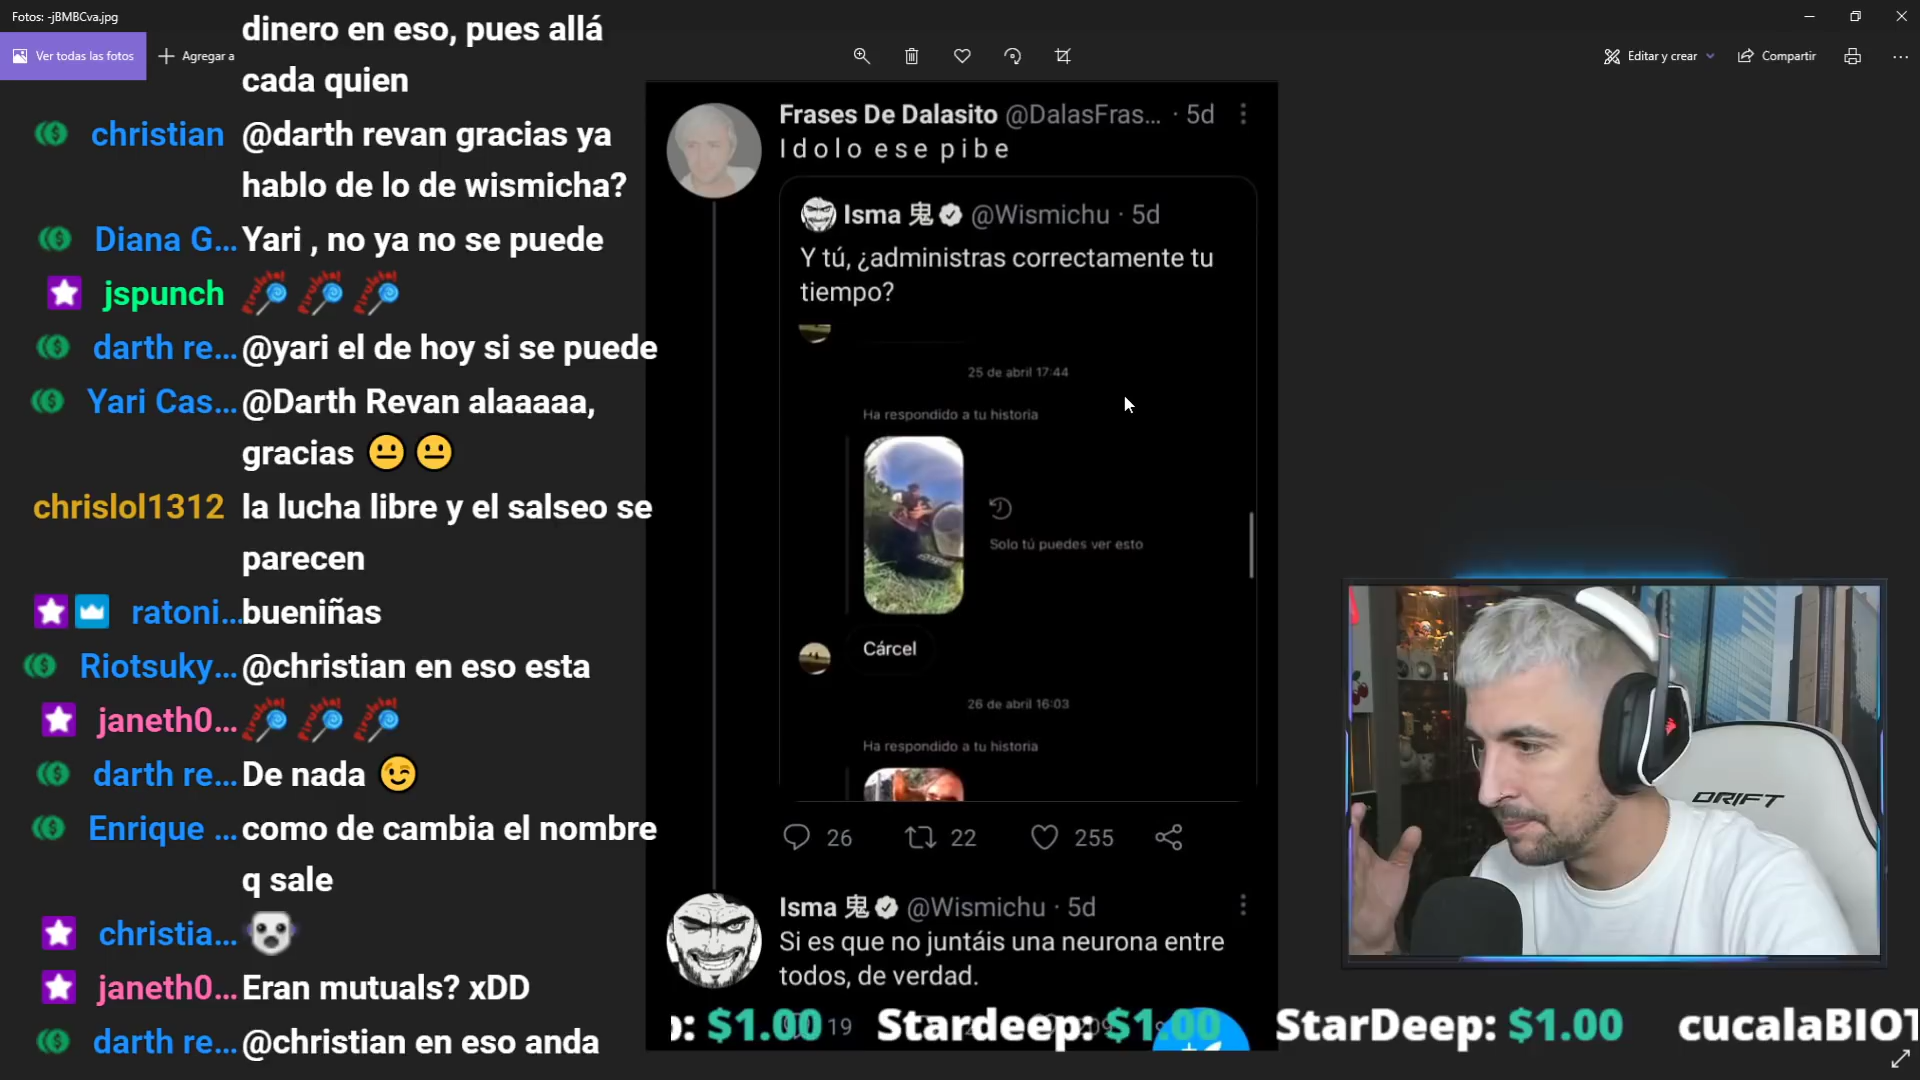 Fotos: -jBMBCva.jpg
Ver todas las fotos
Agregar a
Editar y crear
Compartir
dinero en eso, pues allá
cada quien
christian @darth revan gracias ya
hablo de lo de wismicha?
Diana G... Yari , no ya no se puede
jspunch
darth re... @yari el de hoy si se puede
Yari Cas... @Darth Revan alaaaaa,
gracias 😐 😐
chrislol1312 la lucha libre y el salseo se
parecen
ratoni... bueniñas
Riotsuky... @christian en eso esta
janeth0...
darth re... De nada 😉
Enrique ... como de cambia el nombre
q sale
christia...
janeth0... Eran mutuals? xDD
darth re... @christian en eso anda
Frases De Dalasito @DalasFras... · 5d
I d o l o e s e p i b e
Isma 鬼 @Wismichu · 5d
Y tú, ¿administras correctamente tu
tiempo?
25 de abril 17:44
Ha respondido a tu historia
Solo tú puedes ver esto
Cárcel
26 de abril 16:03
Ha respondido a tu historia
26 22 255
Isma 鬼 @Wismichu · 5d
Si es que no juntáis una neurona entre
todos, de verdad.
19
DRIFT
p: $1.00 Stardeep: $1.00 StarDeep: $1.00 cucalaBIOT